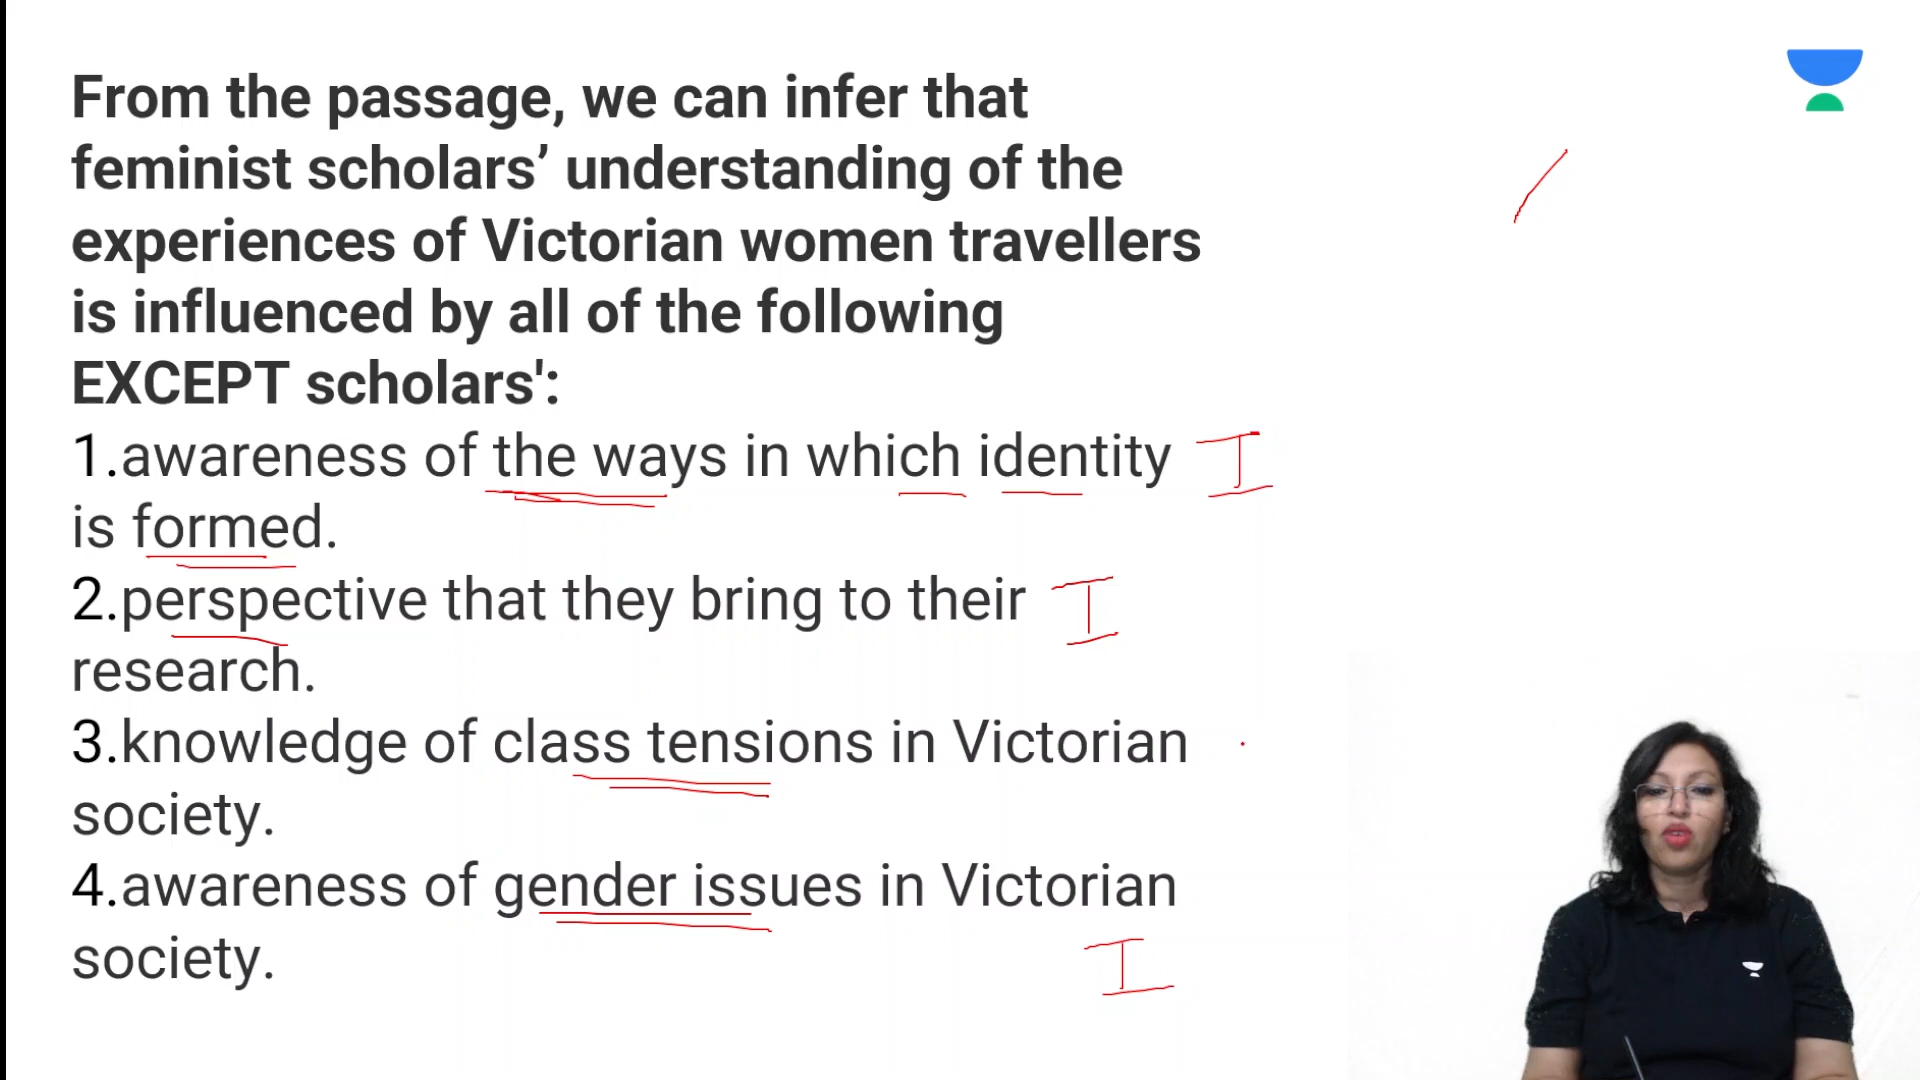 From the passage, we can infer that
feminist scholars’ understanding of the
experiences of Victorian women travellers
is influenced by all of the following
EXCEPT scholars':
1.awareness of the ways in which identity I
is formed.
2.perspective that they bring to their I
research.
3.knowledge of class tensions in Victorian
society.
4.awareness of gender issues in Victorian
society. I